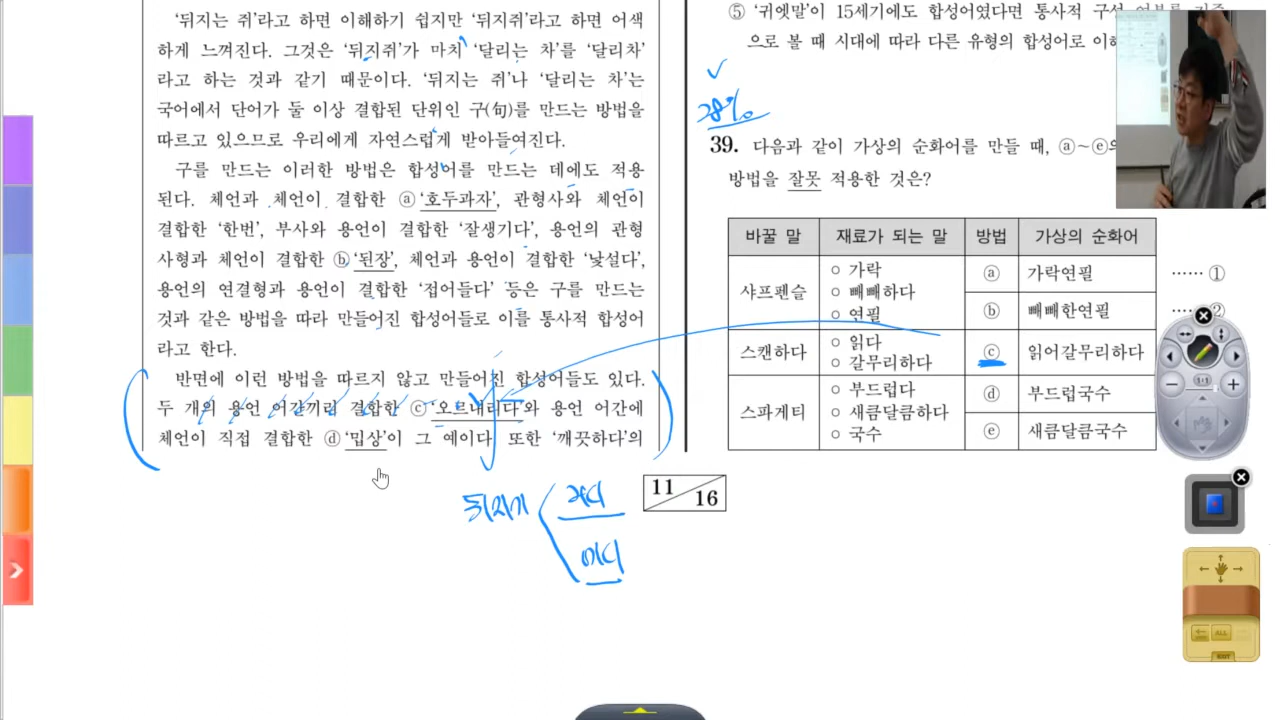 '뒤지는 쥐'라고 하면 이해하기 쉽지만 '뒤지쥐'라고 하면 어색
하게 느껴진다. 그것은 '뒤지쥐'가 마치 '달리는 차'를 '달리차'
라고 하는 것과 같기 때문이다. '뒤지는 쥐'나 '달리는 차'는
국어에서 단어가 둘 이상 결합된 단위인 구(句)를 만드는 방법을
따르고 있으므로 우리에게 자연스럽게 받아들여진다.
구를 만드는 이러한 방법은 합성어를 만드는 데에도 적용
된다. 체언과 체언이 결합한 ⓐ '호두과자', 관형사와 체언이
결합한 '한번', 부사와 용언이 결합한 '잘생기다', 용언의 관형
사형과 체언이 결합한 ⓑ '된장', 체언과 용언이 결합한 '낯설다',
용언의 연결형과 용언이 결합한 '접어들다' 등은 구를 만드는
것과 같은 방법을 따라 만들어진 합성어들로 이를 통사적 합성어
라고 한다.
반면에 이런 방법을 따르지 않고 만들어진 합성어들도 있다.
두 개의 용언 어간끼리 결합한 ⓒ '오르내리다'와 용언 어간에
체언이 직접 결합한 ⓓ '밉상'이 그 예이다. 또한 '깨끗하다'의
⑤ '귀엣말'이 15세기에도 합성어였다면 통사적 구성
으로 볼 때 시대에 따라 다른 유형의 합성어로 이해
28%
39. 다음과 같이 가상의 순화어를 만들 때, ⓐ~ⓔ의
방법을 잘못 적용한 것은?
바꿀 말 재료가 되는 말 방법 가상의 순화어
샤프펜슬 ○ 가락 ○ 빼빼하다 ○ 연필 ⓐ 가락연필 …… ①
ⓑ 빼빼한연필 ②
스캔하다 ○ 읽다 ○ 갈무리하다 ⓒ 읽어갈무리하다
스파게티 ○ 부드럽다 ○ 새큼달큼하다 ○ 국수 ⓓ 부드럽국수
ⓔ 새큼달큼국수
11 16
1:1
ALL